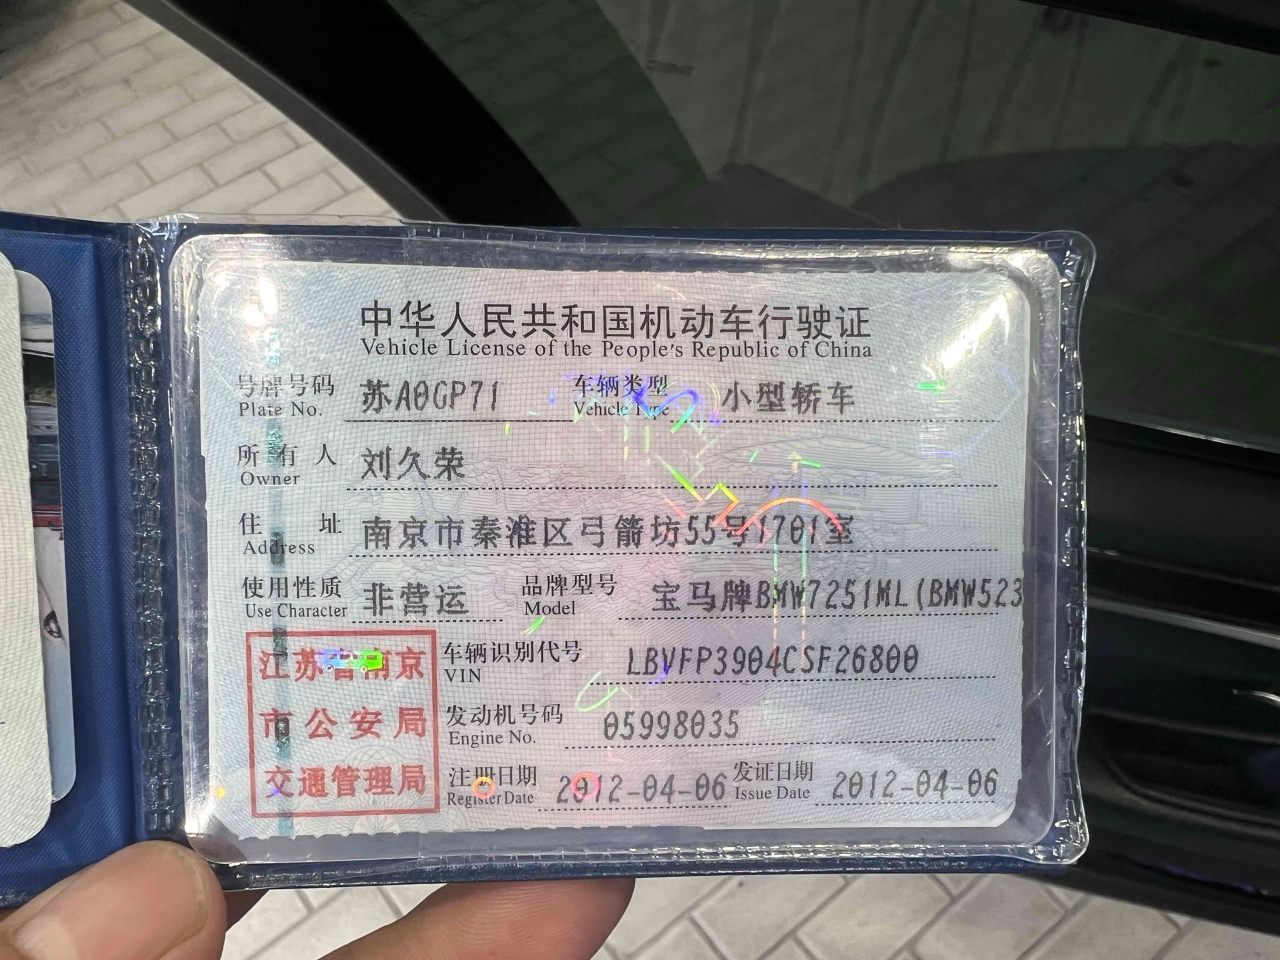 中华人民共和国机动车行驶证
Vehicle License of the People's Republic of China
号牌号码 苏A0GP71 车辆类型 小型轿车
Plate No. Vehicle Type
所有人 刘久荣
Owner
住址 南京市秦淮区弓箭坊55号1701室
Address
使用性质 非营运 品牌型号 宝马牌BMW7251ML(BMW523
Use Character Model
江苏省南京
市公安局
交通管理局
车辆识别代号 LBVFP3904CSF26800
VIN
发动机号码 05998035
Engine No.
注册日期 2012-04-06 发证日期 2012-04-06
Register Date Issue Date